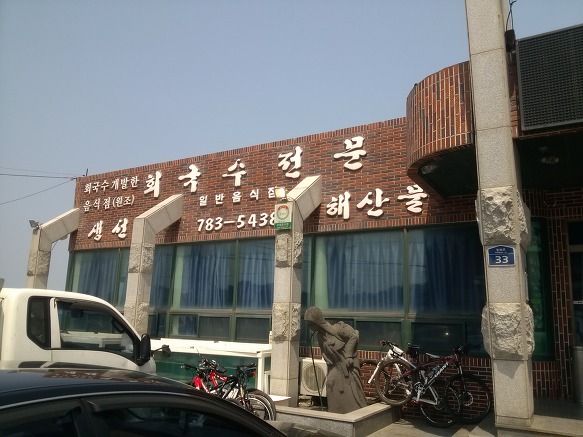 회국수 개발한
음식점(원조)
회국수전문
생선
일반음식점
783-5438
해산물
33